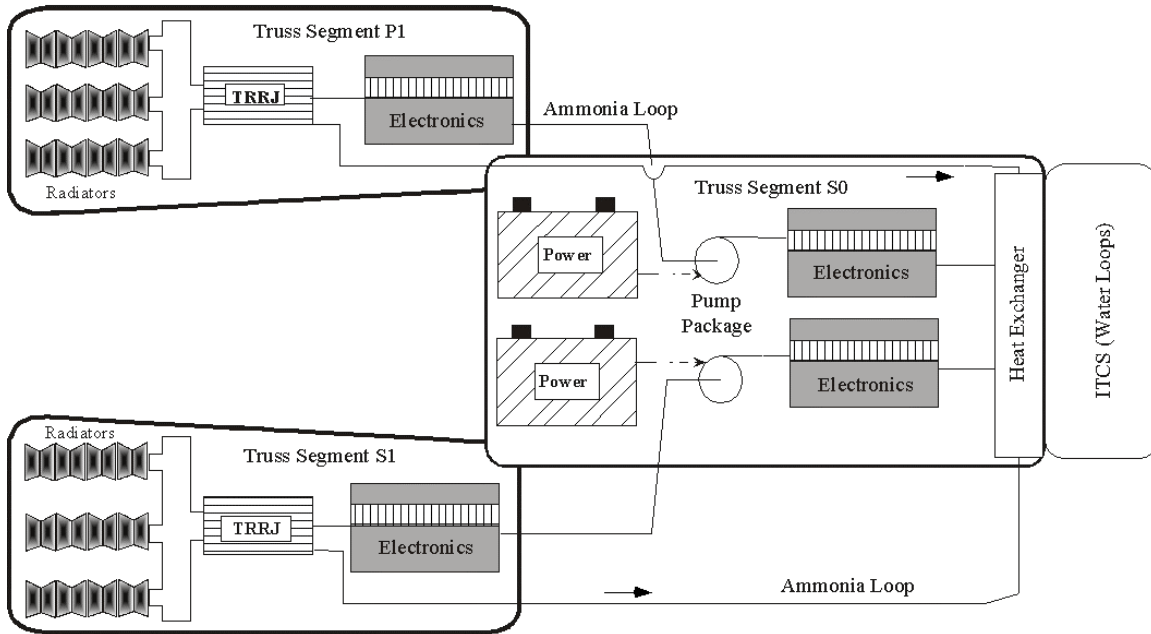 Truss Segment P1
TRRJ
Electronics
Radiators
Ammonia Loop
Truss Segment S0
Power
Electronics
Pump
Package
Power
Electronics
Heat Exchanger
ITCS (Water Loops)
Radiators
Truss Segment S1
TRRJ
Electronics
Ammonia Loop